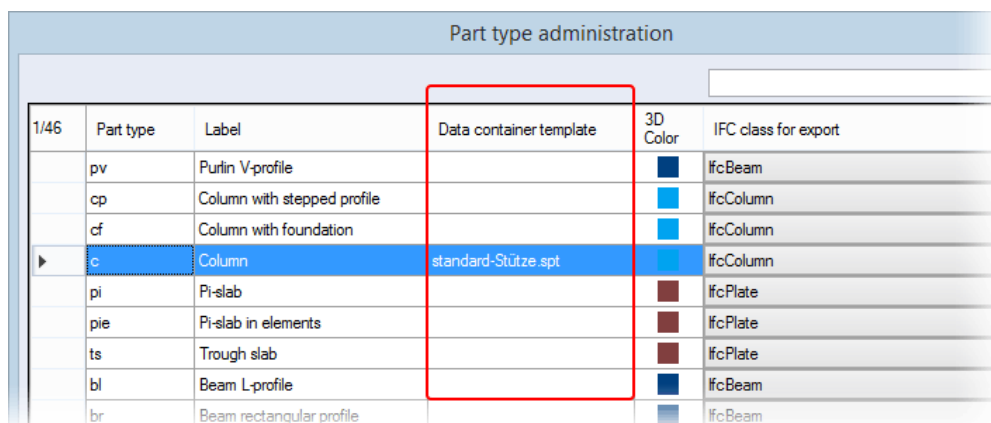 Part type administration
1/46 Part type Label Data container template 3D Color IFC class for export
pv Purlin V-profile IfcBeam
cp Column with stepped profile IfcColumn
cf Column with foundation IfcColumn
c Column standard-Stütze.spt IfcColumn
pi Pi-slab IfcPlate
pie Pi-slab in elements IfcPlate
ts Trough slab IfcPlate
bl Beam L-profile IfcBeam
br Beam rectangular profile IfcBeam